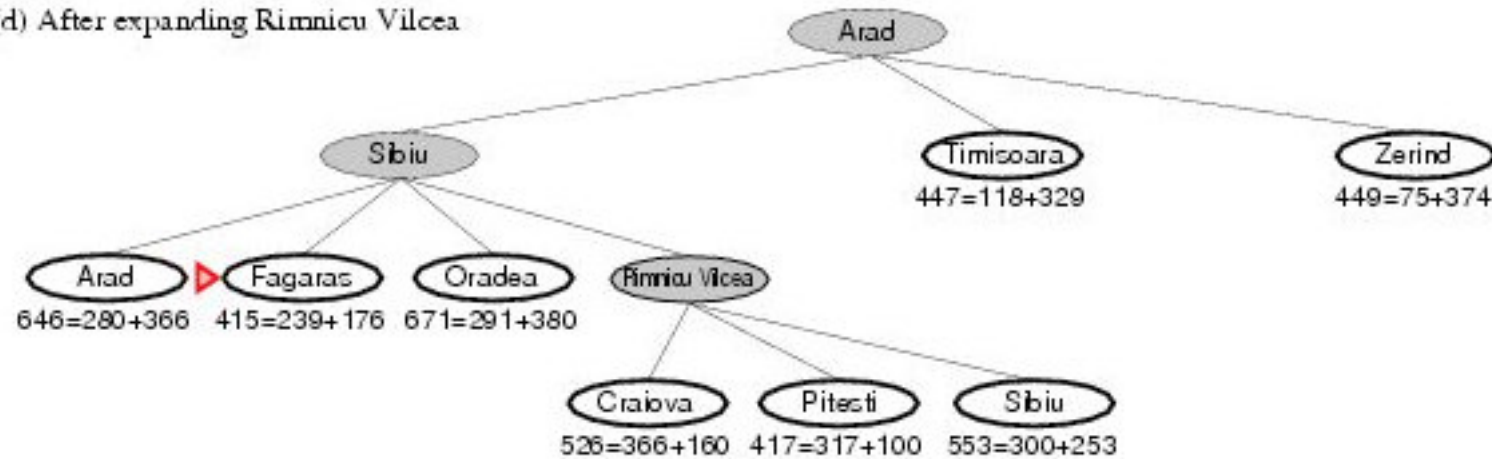 d) After expanding Rimnicu Vilcea
Arad
Sibiu
Timisoara
Zerind
447=118+329
449=75+374
Arad
Fagaras
Oradea
Rimnicu Vilcea
646=280+366
415=239+176
671=291+380
Craiova
Pitesti
Sibiu
526=366+160
417=317+100
553=300+253